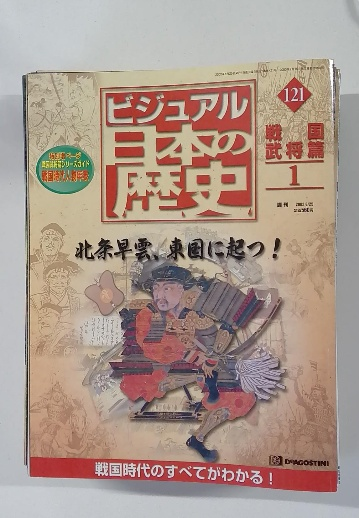 121
ビジュアル
日本の
歴史
戦国
武将篇
1
週刊
北条早雲、東国に起つ!
DeAGOSTINI
戦国時代のすべてがわかる!